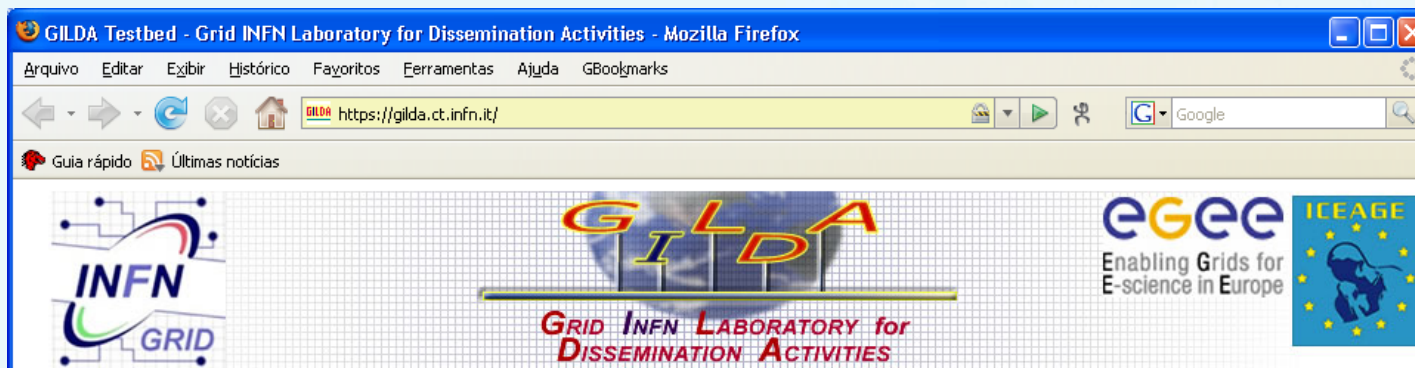 GILDA Testbed - Grid INFN Laboratory for Dissemination Activities - Mozilla Firefox
Arquivo Editar Exibir Histórico Favoritos Ferramentas Ajuda GBookmarks
GILDA https://gilda.ct.infn.it/ G Google
Guia rápido Últimas notícias
INFN
GRID
GILDA
GRID INFN LABORATORY for
DISSEMINATION ACTIVITIES
eGee
Enabling Grids for
E-science in Europe
ICEAGE